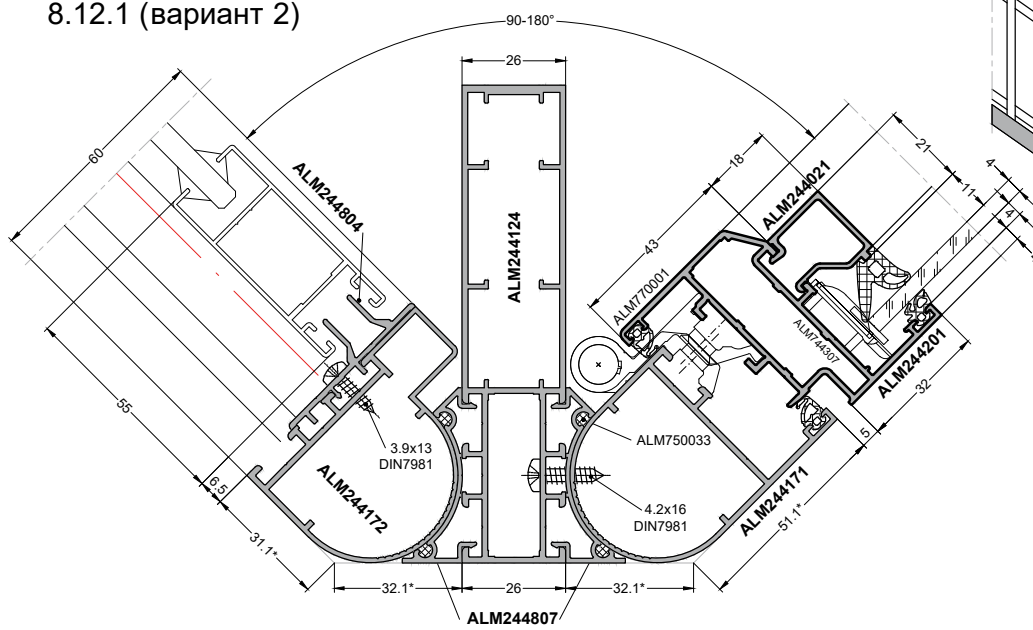 8.12.1 (вариант 2)
90-180°
26
60
ALM244804
ALM244124
18
43
ALM244021
21
11
4
4
ALM770001
ALM744307
ALM244201
32
5
55
6.5
31.1*
3.9x13
DIN7981
ALM244172
ALM750033
4.2x16
DIN7981
ALM244171
51.1*
32.1*
26
32.1*
ALM244807